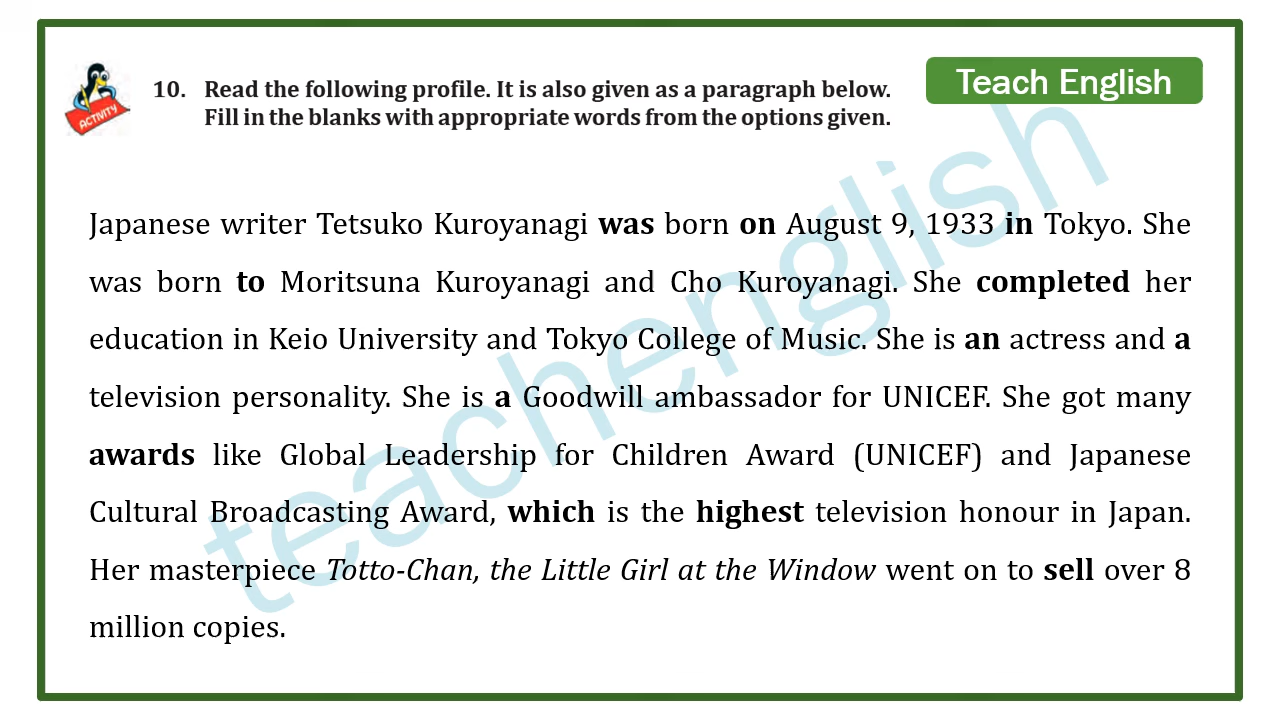 Teach English
ACTIVITY
10. Read the following profile. It is also given as a paragraph below.
Fill in the blanks with appropriate words from the options given.
Japanese writer Tetsuko Kuroyanagi was born on August 9, 1933 in Tokyo. She
was born to Moritsuna Kuroyanagi and Cho Kuroyanagi. She completed her
education in Keio University and Tokyo College of Music. She is an actress and a
television personality. She is a Goodwill ambassador for UNICEF. She got many
awards like Global Leadership for Children Award (UNICEF) and Japanese
Cultural Broadcasting Award, which is the highest television honour in Japan.
Her masterpiece Totto-Chan, the Little Girl at the Window went on to sell over 8
million copies.
teachenglish